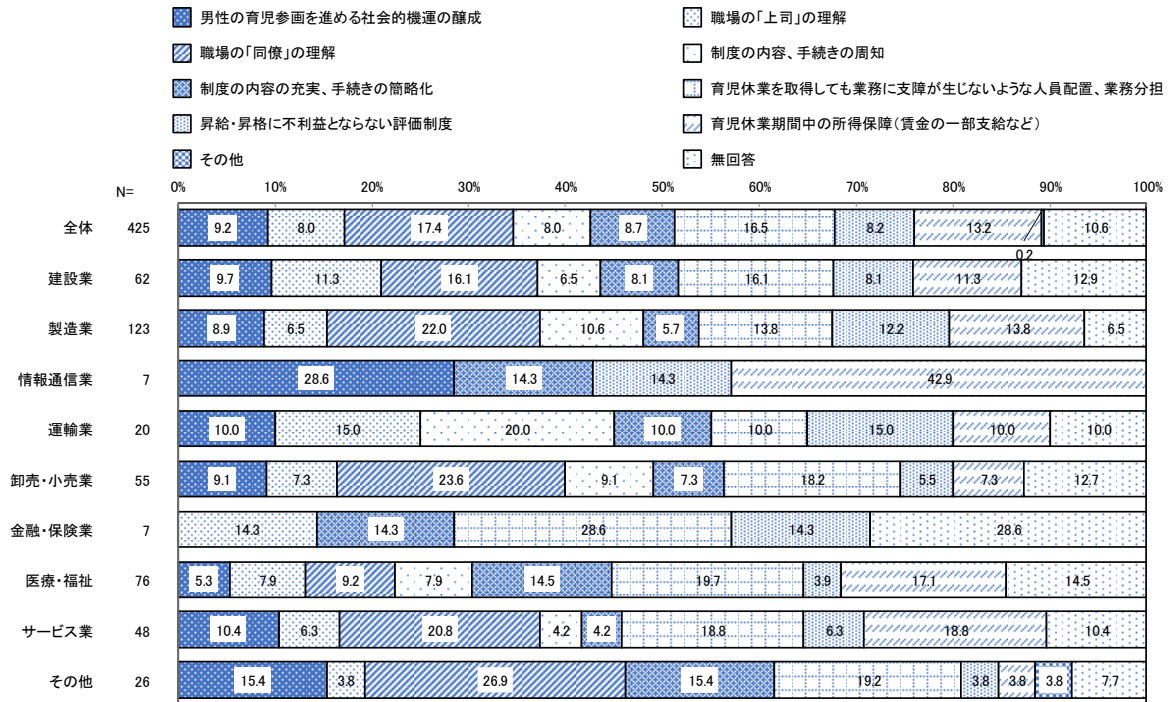 男性の育児参画を進める社会的機運の醸成 職場の「上司」の理解
職場の「同僚」の理解 制度の内容、手続きの周知
制度の内容の充実、手続きの簡略化 育児休業を取得しても業務に支障が生じないような人員配置、業務分担
昇給・昇格に不利益とならない評価制度 育児休業期間中の所得保障(賃金の一部支給など)
その他 無回答
N= 0% 10% 20% 30% 40% 50% 60% 70% 80% 90% 100%
全体 425 9.2 8.0 17.4 8.0 8.7 16.5 8.2 13.2 10.6
0.2
建設業 62 9.7 11.3 16.1 6.5 8.1 16.1 8.1 11.3 12.9
製造業 123 8.9 6.5 22.0 10.6 5.7 13.8 12.2 13.8 6.5
情報通信業 7 28.6 14.3 14.3 42.9
運輸業 20 10.0 15.0 20.0 10.0 10.0 15.0 10.0 10.0
卸売・小売業 55 9.1 7.3 23.6 9.1 7.3 18.2 5.5 7.3 12.7
金融・保険業 7 14.3 14.3 28.6 14.3 28.6
医療・福祉 76 5.3 7.9 9.2 7.9 14.5 19.7 3.9 17.1 14.5
サービス業 48 10.4 6.3 20.8 4.2 4.2 18.8 6.3 18.8 10.4
その他 26 15.4 3.8 26.9 15.4 19.2 3.8 3.8 3.8 7.7